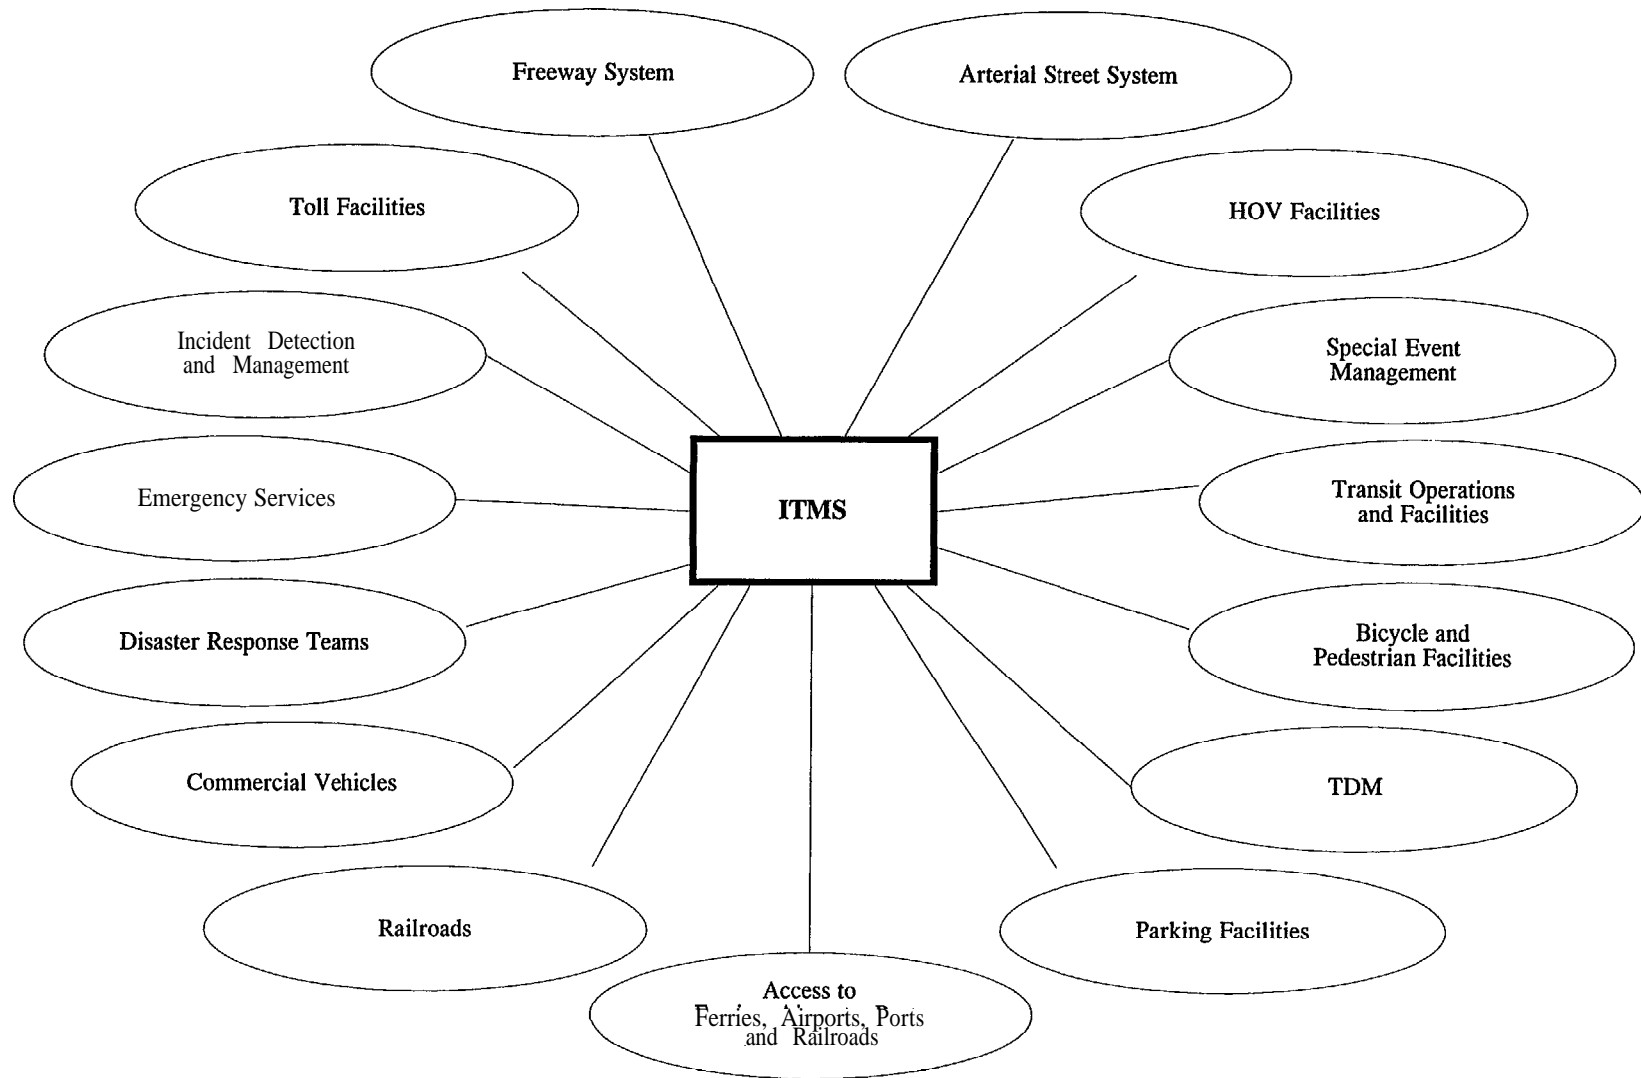 Freeway System
Arterial Street System
Toll Facilities
HOV Facilities
Incident Detection
and Management
Special Event
Management
Emergency Services
ITMS
Transit Operations
and Facilities
Disaster Response Teams
Bicycle and
Pedestrian Facilities
Commercial Vehicles
TDM
Railroads
Parking Facilities
Access to
Ferries, Airports, Ports
and Railroads